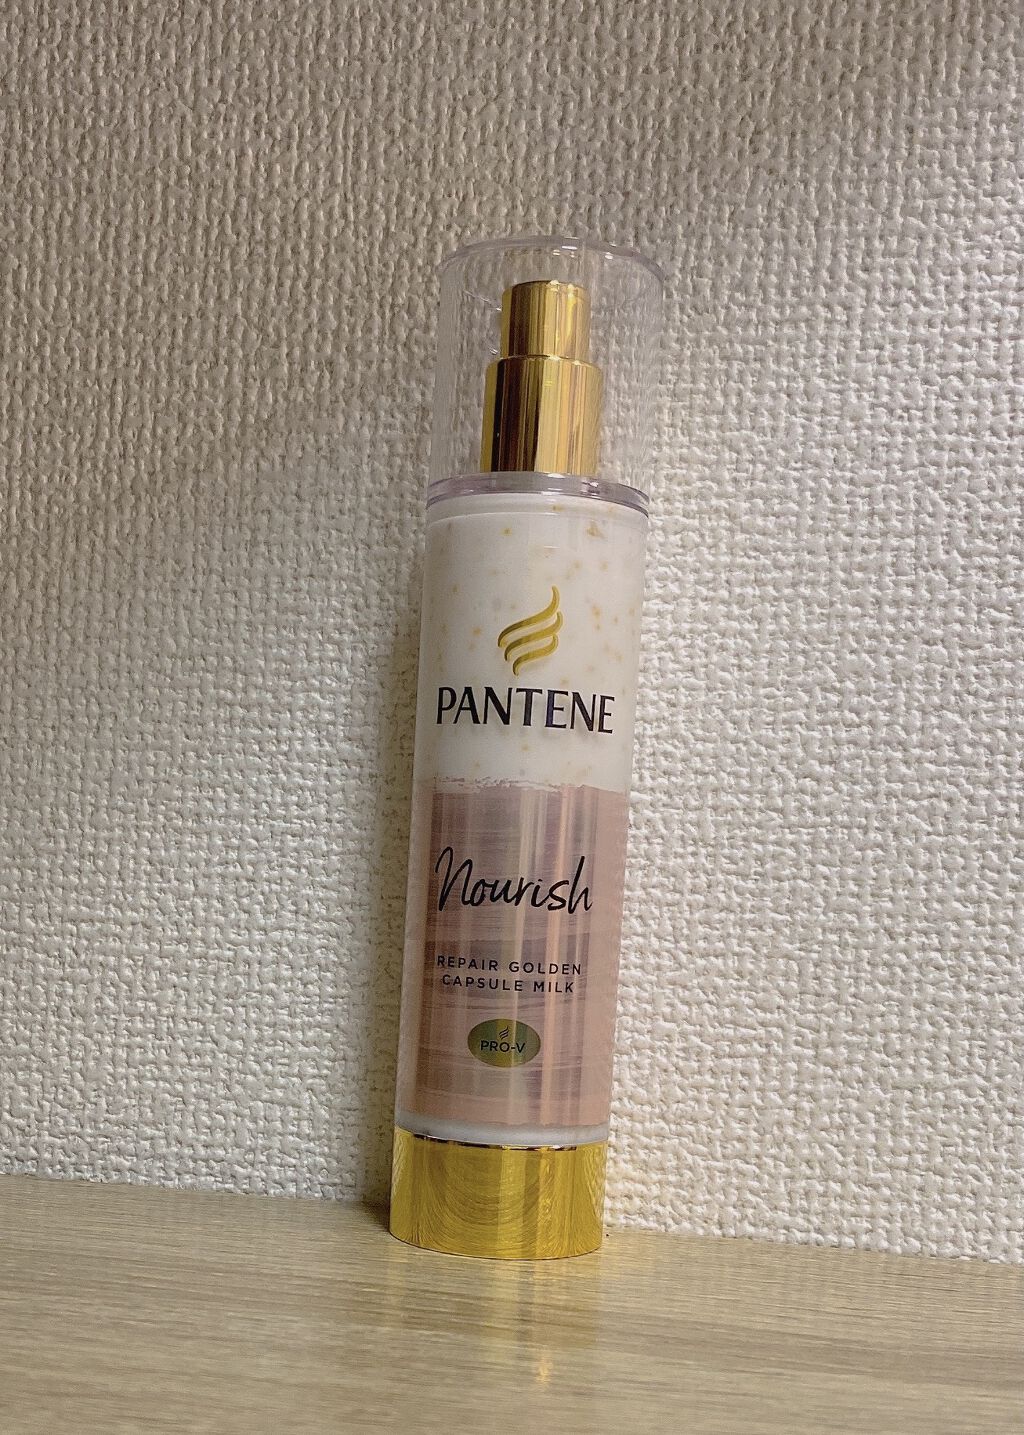 PANTENE
Nourish
REPAIR GOLDEN
CAPSULE MILK
PRO-V